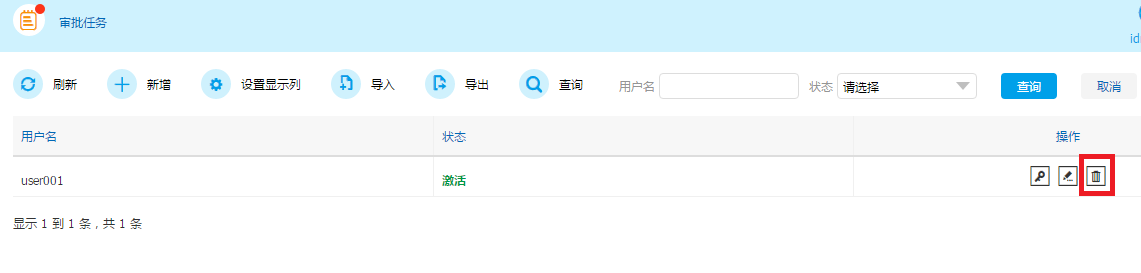 审批任务
id
刷新 新增 设置显示列 导入 导出 查询 用户名 状态 请选择 查询 取消
用户名 状态 操作
user001 激活
显示 1 到 1 条，共 1 条